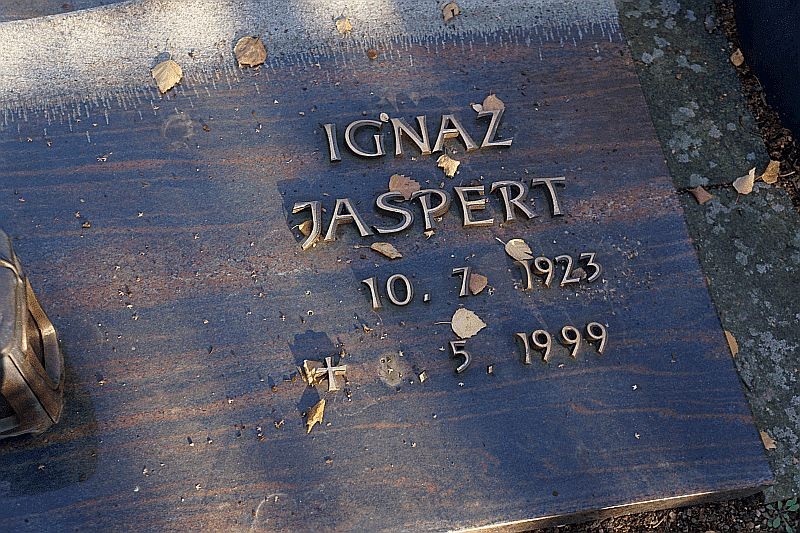 IGNAZ
JASPERT
10. 7 1923
✝ 5 1999